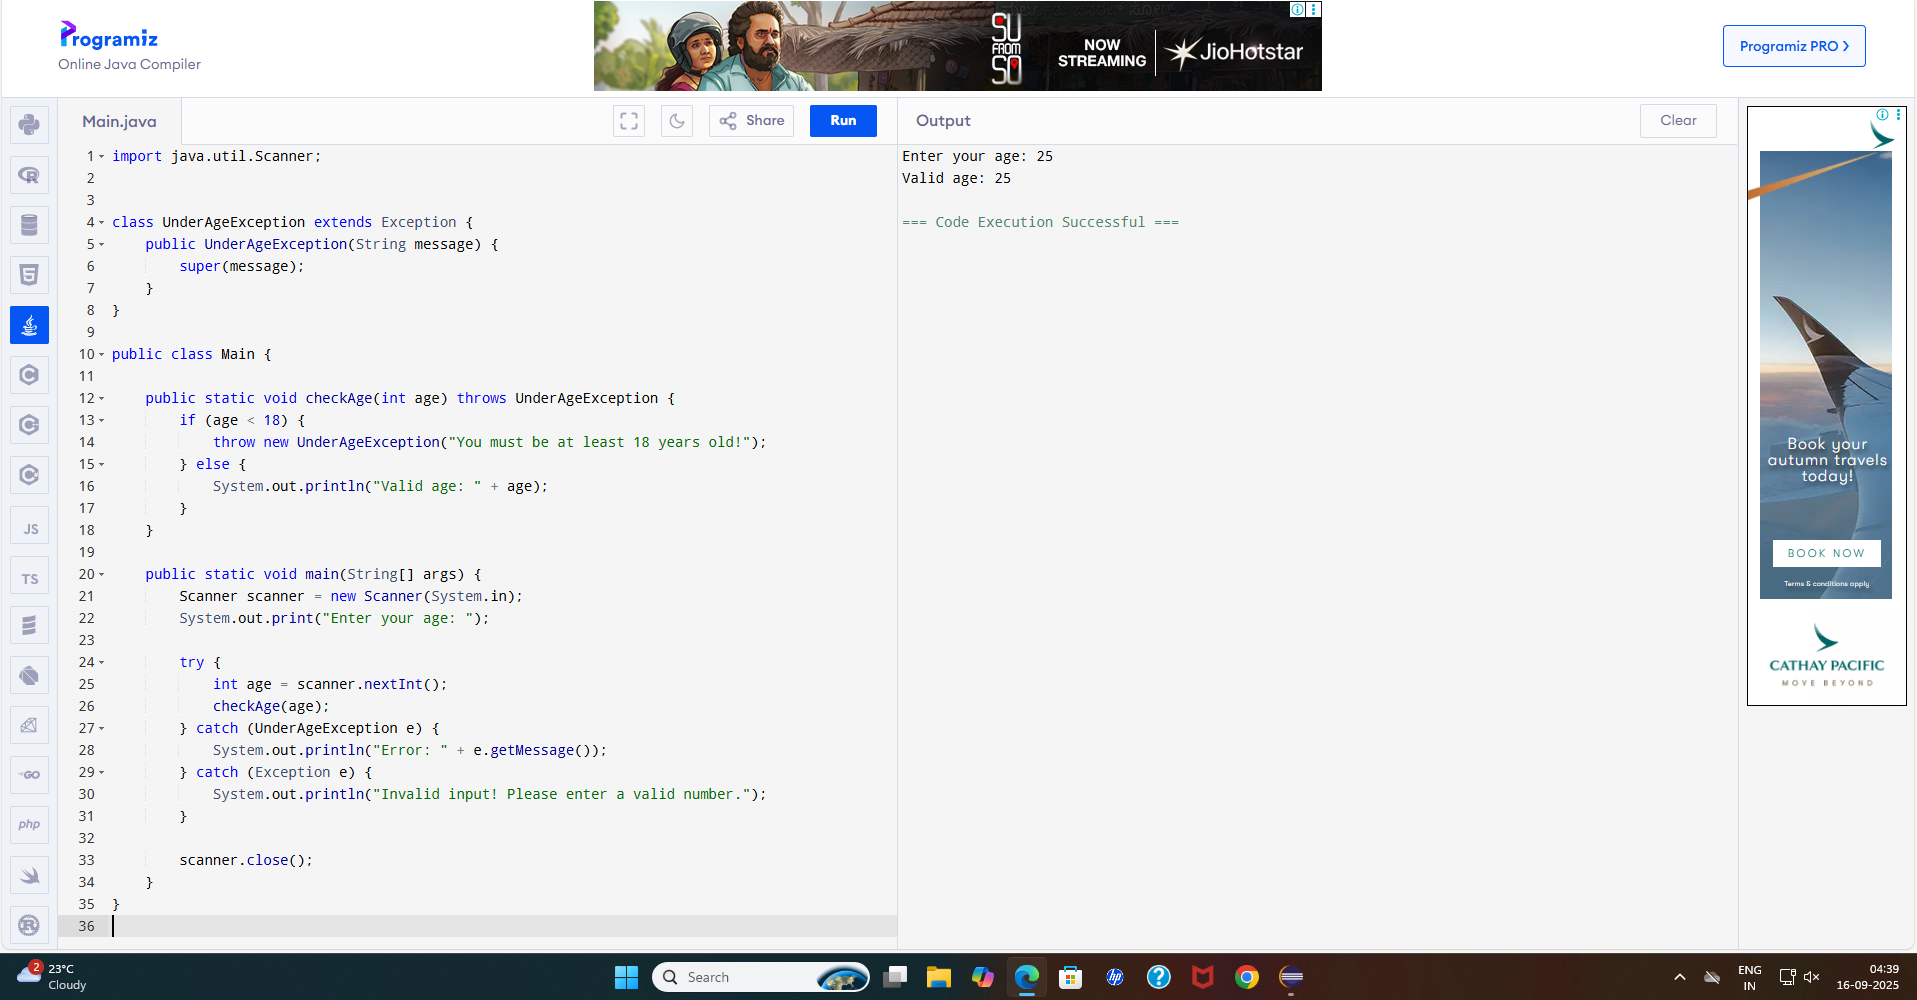 Programiz
Online Java Compiler
SU
FROM
SO
NOW
STREAMING
JioHotstar
Programiz PRO ›
Main.java
Share
Run
Output
Clear
1 import java.util.Scanner;
2
3
4 class UnderAgeException extends Exception {
5     public UnderAgeException(String message) {
6         super(message);
7     }
8 }
9
10 public class Main {
11
12     public static void checkAge(int age) throws UnderAgeException {
13         if (age < 18) {
14             throw new UnderAgeException("You must be at least 18 years old!");
15         } else {
16             System.out.println("Valid age: " + age);
17         }
18     }
19
20     public static void main(String[] args) {
21         Scanner scanner = new Scanner(System.in);
22         System.out.print("Enter your age: ");
23
24         try {
25             int age = scanner.nextInt();
26             checkAge(age);
27         } catch (UnderAgeException e) {
28             System.out.println("Error: " + e.getMessage());
29         } catch (Exception e) {
30             System.out.println("Invalid input! Please enter a valid number.");
31         }
32
33         scanner.close();
34     }
35 }
36
Enter your age: 25
Valid age: 25
=== Code Execution Successful ===
JS
TS
GO
php
Book your
autumn travels
today!
BOOK NOW
Terms & conditions apply
CATHAY PACIFIC
MOVE BEYOND
2
23°C
Cloudy
Search
hp
ENG
IN
04:39
16-09-2025